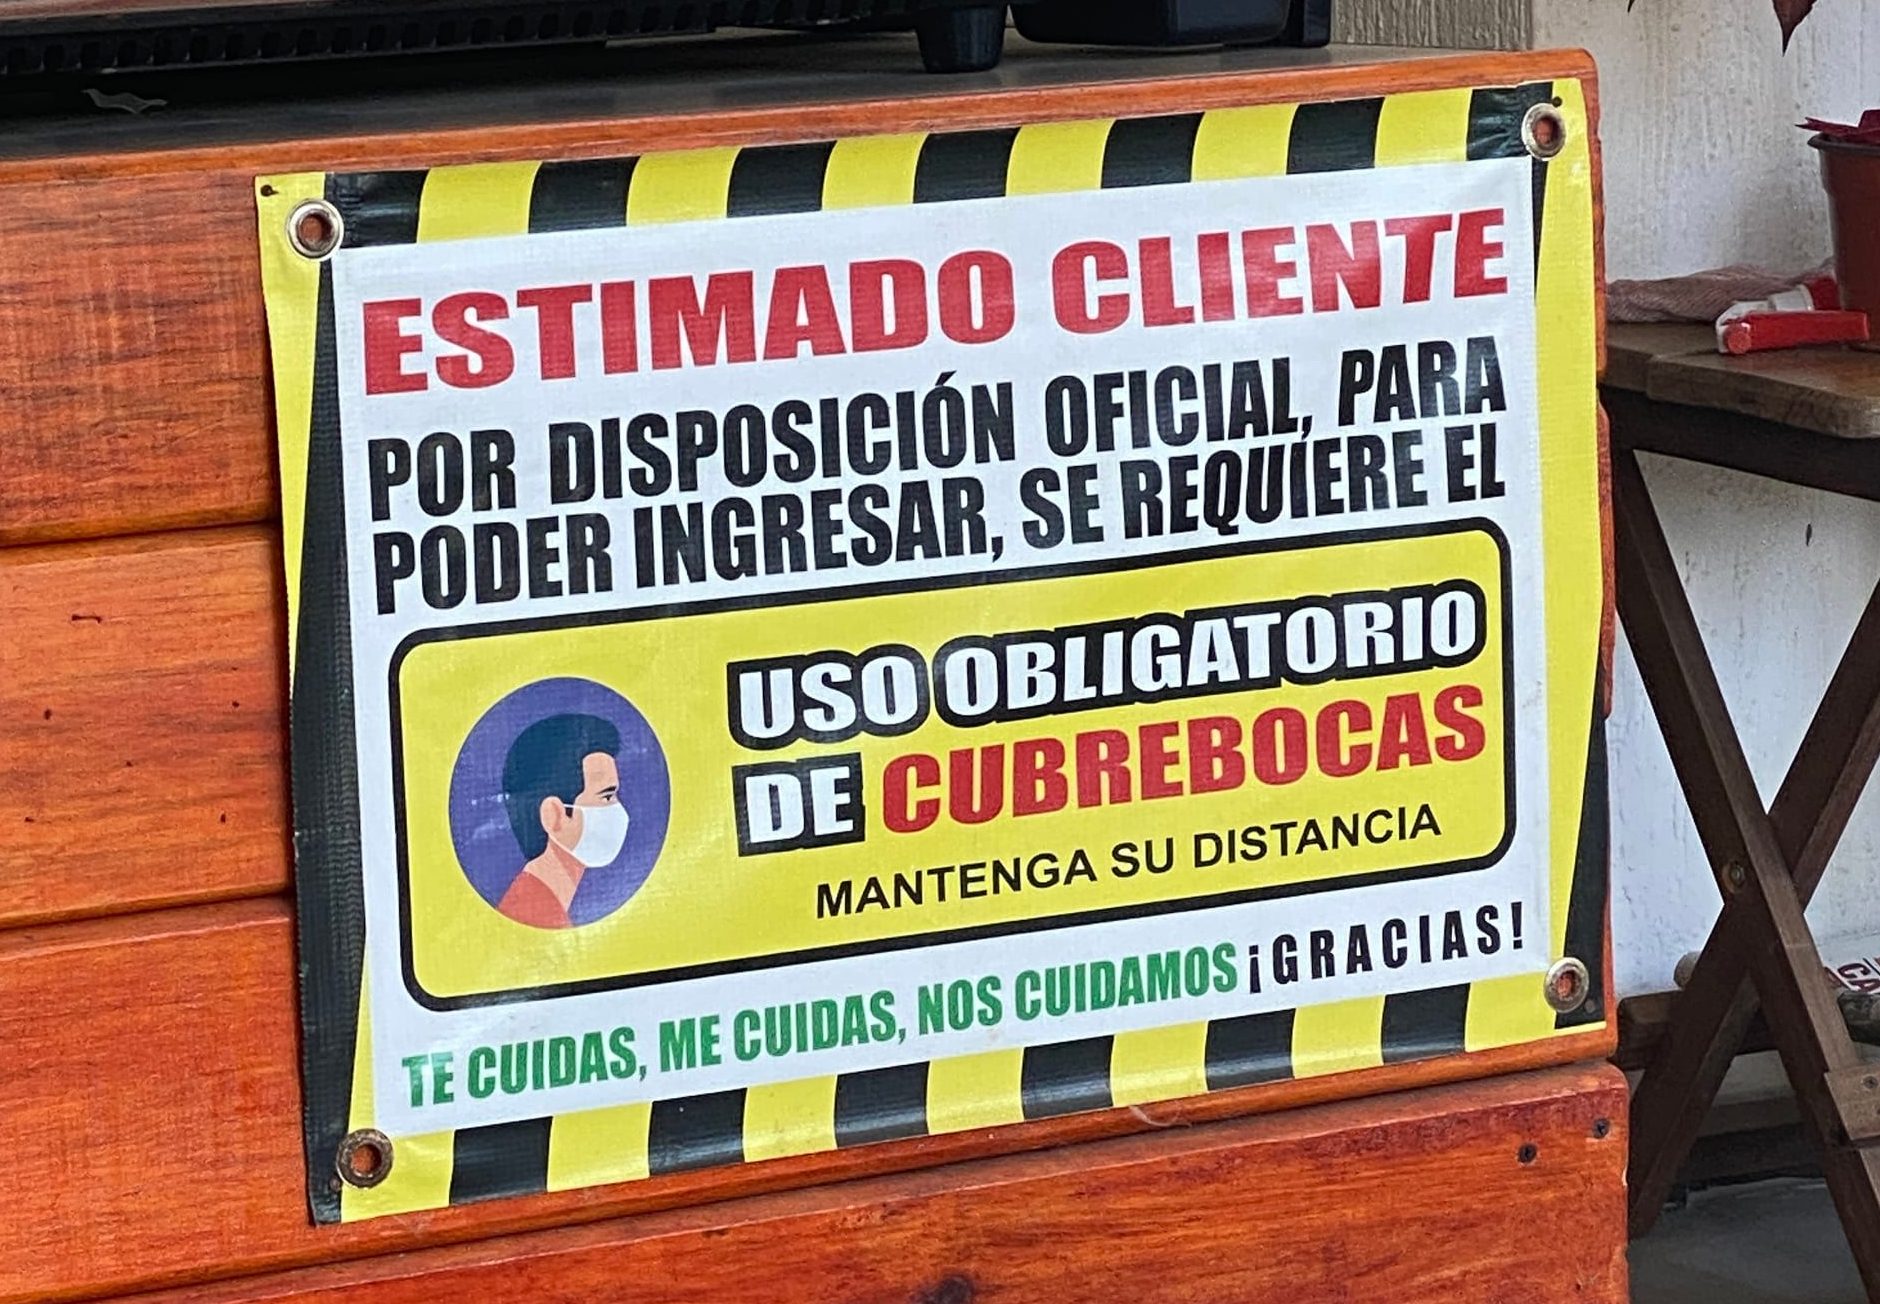 ESTIMADO CLIENTE
POR DISPOSICIÓN OFICIAL, PARA
PODER INGRESAR, SE REQUIERE EL
USO OBLIGATORIO
DE CUBREBOCAS
MANTENGA SU DISTANCIA
TE CUIDAS, ME CUIDAS, NOS CUIDAMOS ¡GRACIAS!